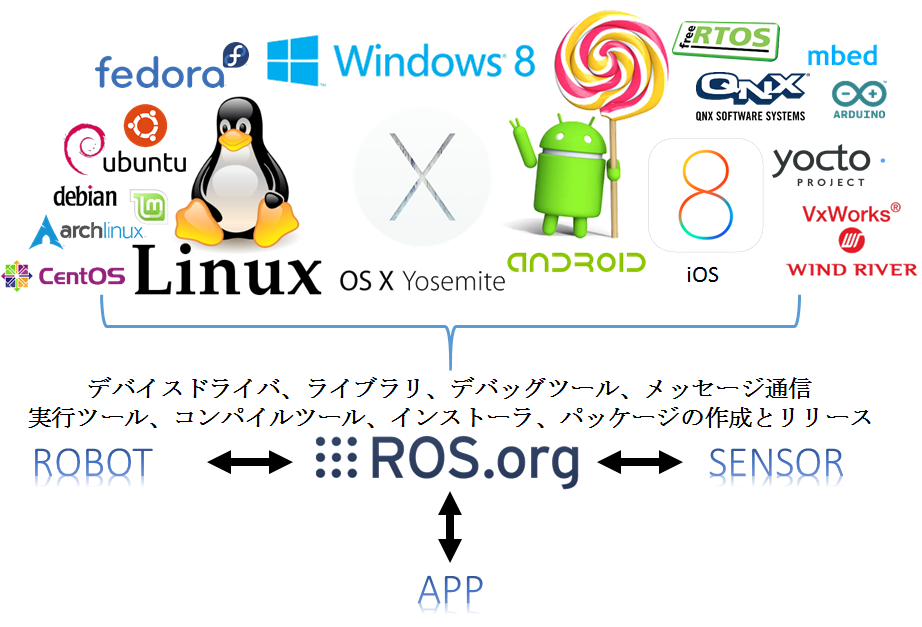 fedora
Windows 8
free RTOS
mbed
QNX
QNX SOFTWARE SYSTEMS
ARDUINO
ubuntu
debian
archlinux
CentOS
Linux
OS X Yosemite
ANDROID
8
iOS
yocto
PROJECT
VxWorks®
WIND RIVER
デバイスドライバ、ライブラリ、デバッグツール、メッセージ通信
実行ツール、コンパイルツール、インストーラ、パッケージの作成とリリース
ROBOT
ROS.org
SENSOR
APP